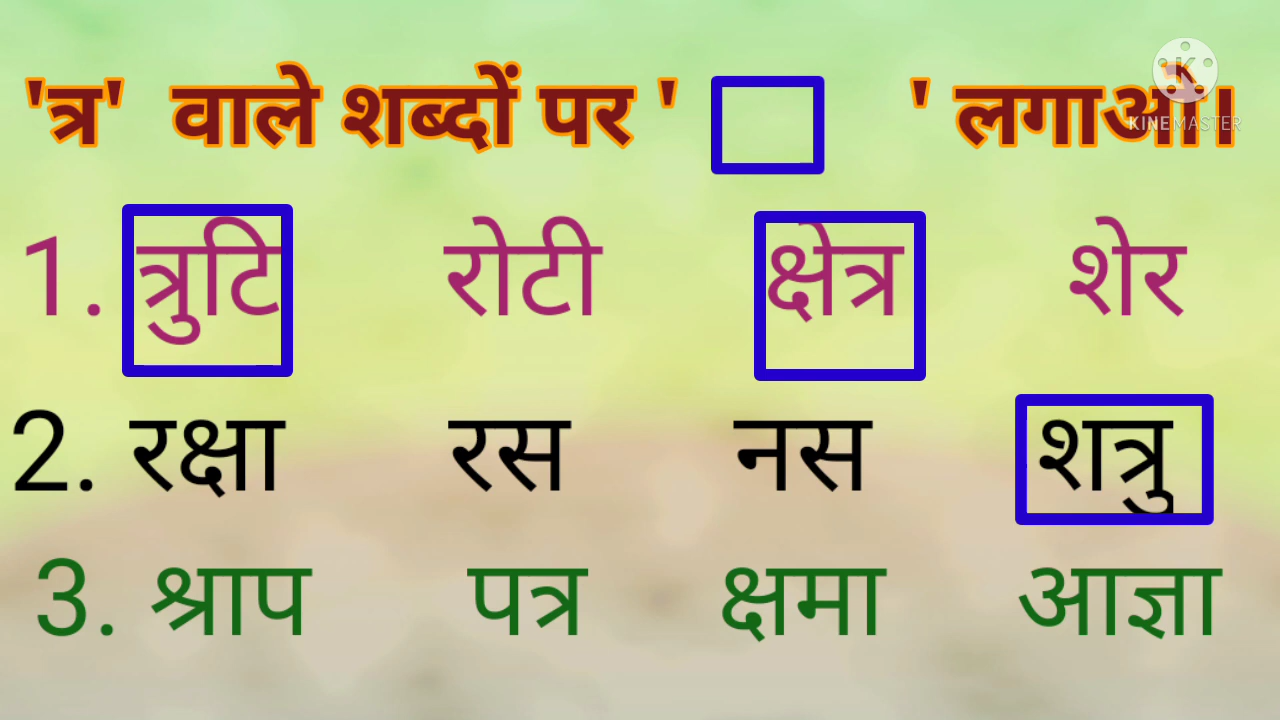 'त्र' वाले शब्दों पर ' ' लगाओ।
KINEMASTER
1. त्रुटि रोटी क्षेत्र शेर
2. रक्षा रस नस शत्रु
3. श्राप पत्र क्षमा आज्ञा